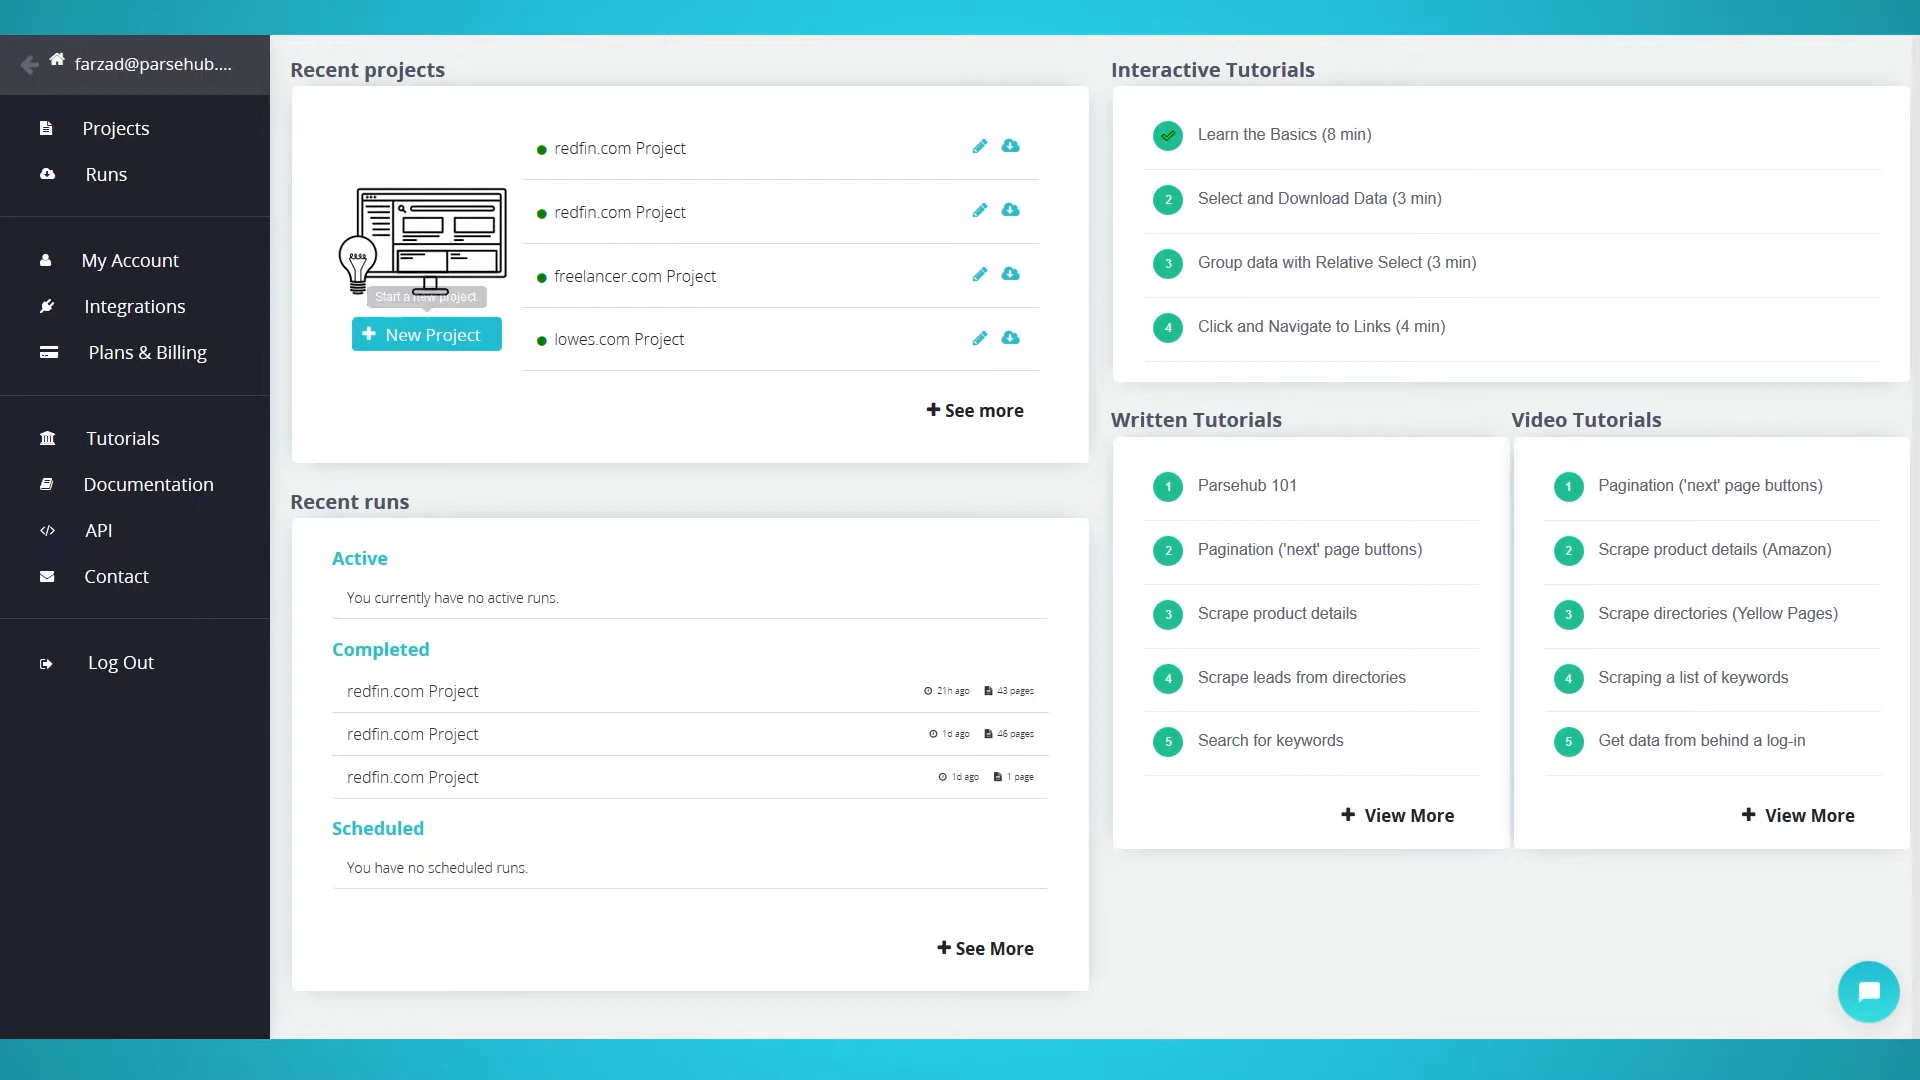 farzad@parsehub....
Projects
Runs
My Account
Integrations
Plans & Billing
Tutorials
Documentation
API
Contact
Log Out
Recent projects
Start a new project.
New Project
redfin.com Project
redfin.com Project
freelancer.com Project
lowes.com Project
See more
Recent runs
Active
You currently have no active runs.
Completed
redfin.com Project 21h ago 43 pages
redfin.com Project 1d ago 46 pages
redfin.com Project 1d ago 1 page
Scheduled
You have no scheduled runs.
See More
Interactive Tutorials
Learn the Basics (8 min)
2 Select and Download Data (3 min)
3 Group data with Relative Select (3 min)
4 Click and Navigate to Links (4 min)
Written Tutorials
1 Parsehub 101
2 Pagination ('next' page buttons)
3 Scrape product details
4 Scrape leads from directories
5 Search for keywords
View More
Video Tutorials
1 Pagination ('next' page buttons)
2 Scrape product details (Amazon)
3 Scrape directories (Yellow Pages)
4 Scraping a list of keywords
5 Get data from behind a log-in
View More